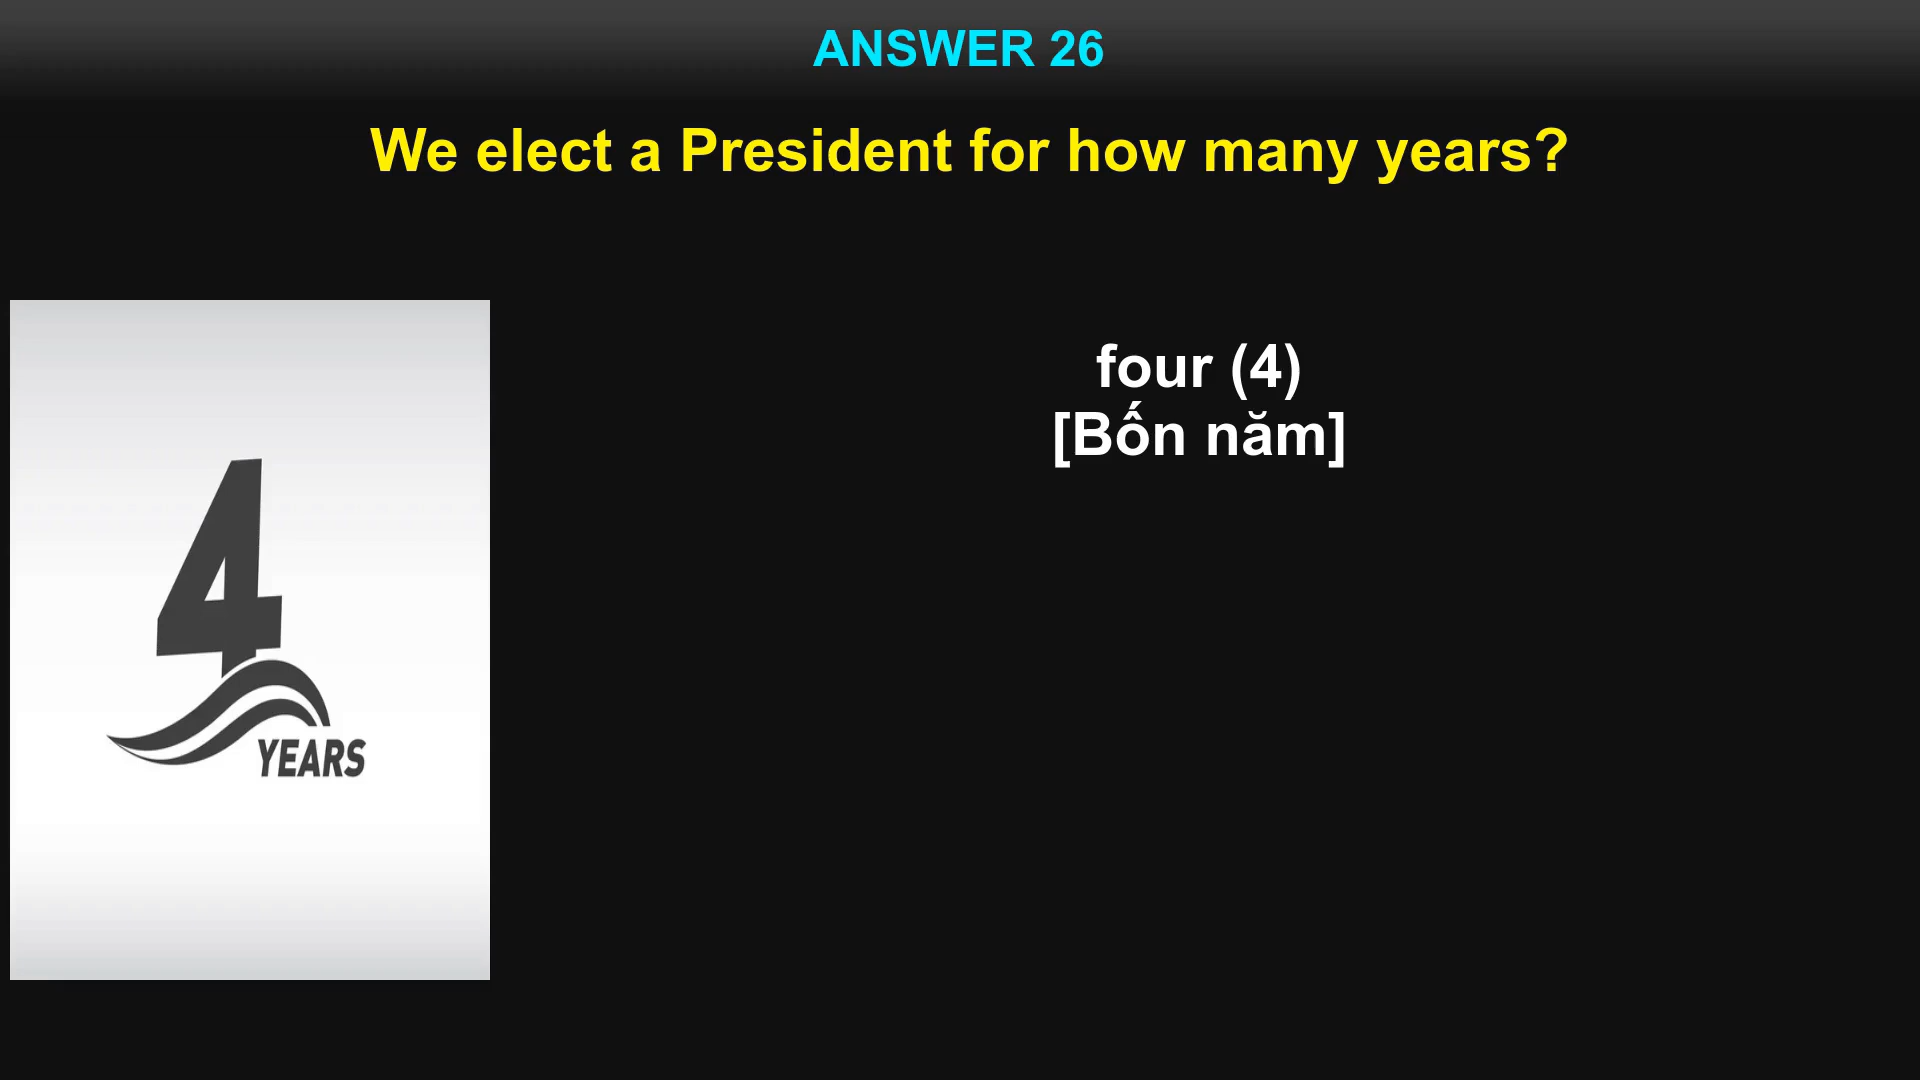 ANSWER 26
We elect a President for how many years?
four (4)
[Bốn năm]
4
YEARS